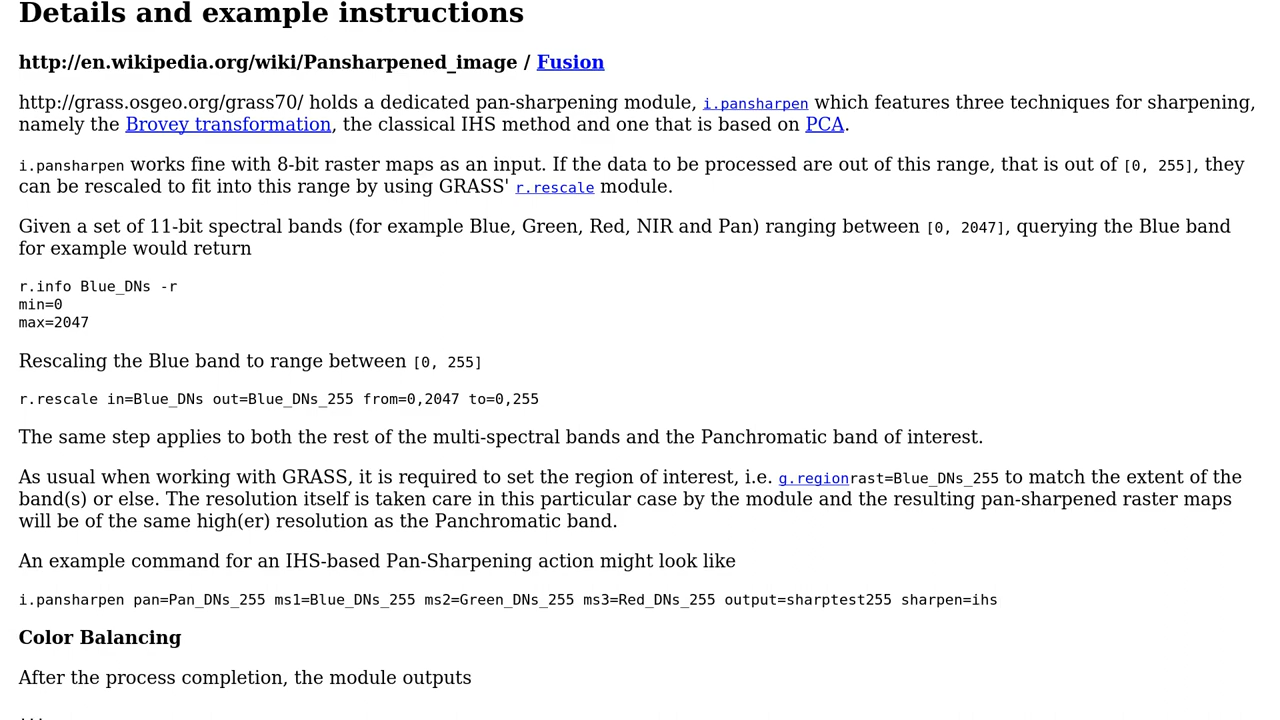 Details and example instructions
http://en.wikipedia.org/wiki/Pansharpened_image / Fusion
http://grass.osgeo.org/grass70/ holds a dedicated pan-sharpening module, i.pansharpen which features three techniques for sharpening,
namely the Brovey transformation, the classical IHS method and one that is based on PCA.
i.pansharpen works fine with 8-bit raster maps as an input. If the data to be processed are out of this range, that is out of [0, 255], they
can be rescaled to fit into this range by using GRASS' r.rescale module.
Given a set of 11-bit spectral bands (for example Blue, Green, Red, NIR and Pan) ranging between [0, 2047], querying the Blue band
for example would return
r.info Blue_DNs -r
min=0
max=2047
Rescaling the Blue band to range between [0, 255]
r.rescale in=Blue_DNs out=Blue_DNs_255 from=0,2047 to=0,255
The same step applies to both the rest of the multi-spectral bands and the Panchromatic band of interest.
As usual when working with GRASS, it is required to set the region of interest, i.e. g.regionrast=Blue_DNs_255 to match the extent of the
band(s) or else. The resolution itself is taken care in this particular case by the module and the resulting pan-sharpened raster maps
will be of the same high(er) resolution as the Panchromatic band.
An example command for an IHS-based Pan-Sharpening action might look like
i.pansharpen pan=Pan_DNs_255 ms1=Blue_DNs_255 ms2=Green_DNs_255 ms3=Red_DNs_255 output=sharptest255 sharpen=ihs
Color Balancing
After the process completion, the module outputs
...